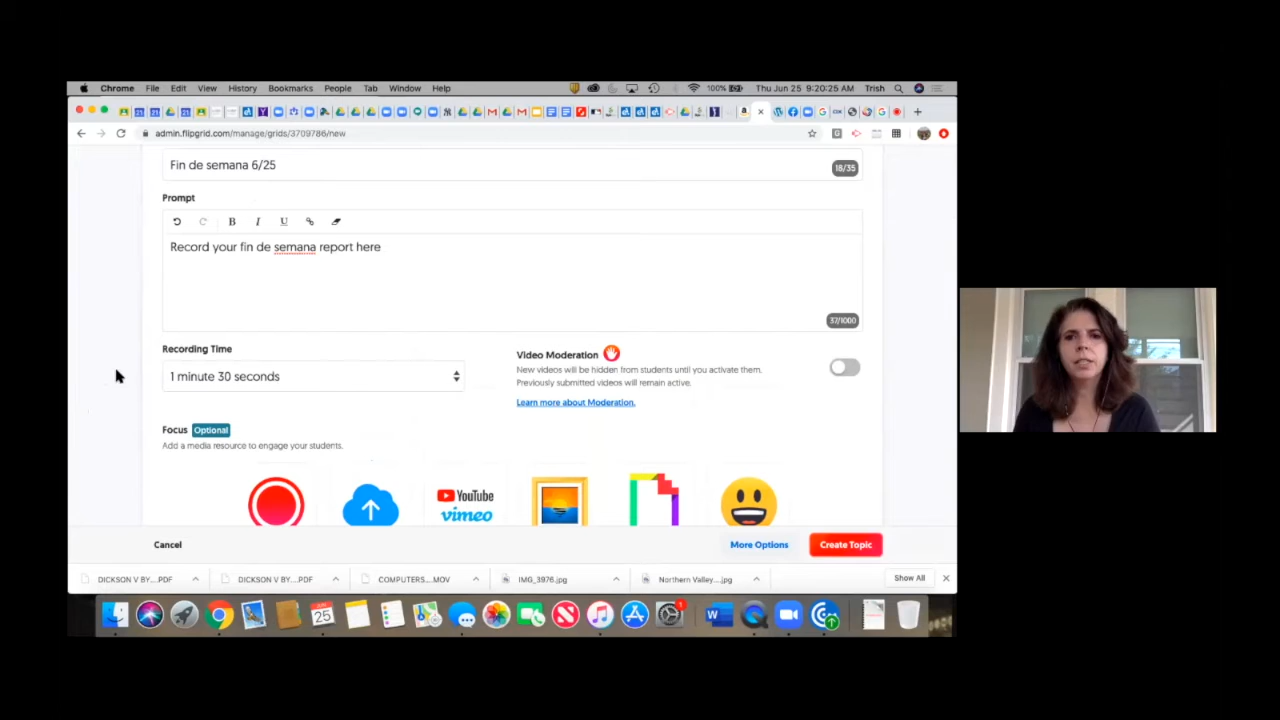 Chrome File Edit View History Bookmarks People Tab Window Help 100% Thu Jun 25 9:20:25 AM Trish
admin.flipgrid.com/manage/grids/3709786/new
Fin de semana 6/25
18/35
Prompt
B I U
Record your fin de semana report here
37/1000
Recording Time
1 minute 30 seconds
Video Moderation
New videos will be hidden from students until you activate them.
Previously submitted videos will remain active.
Learn more about Moderation.
Focus Optional
Add a media resource to engage your students.
YouTube
vimeo
Cancel More Options Create Topic
DICKSON V BY....PDF DICKSON V BY....PDF COMPUTERS....MOV IMG_3976.jpg Northern Valley....jpg Show All
JUN
25
W
1